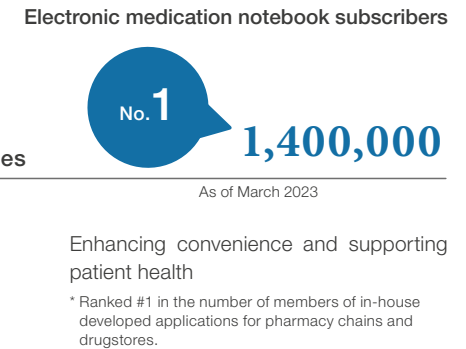 Electronic medication notebook subscribers
No.1
1,400,000
es
As of March 2023
Enhancing convenience and supporting
patient health
* Ranked #1 in the number of members of in-house
developed applications for pharmacy chains and
drugstores.